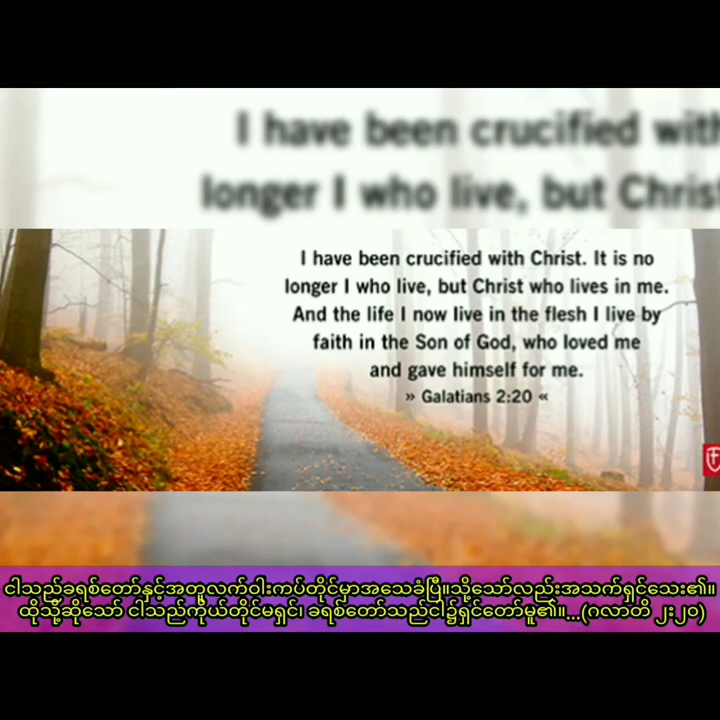 I have been crucified with
longer I who live, but Chris
I have been crucified with Christ. It is no
longer I who live, but Christ who lives in me.
And the life I now live in the flesh I live by
faith in the Son of God, who loved me
and gave himself for me.
» Galatians 2:20 «
ငါသည်ခရစ်တော်နှင့်အတူလက်ဝါးကပ်တိုင်မှာအသေခံပြီ။သို့သော်လည်းအသက်ရှင်သေး၏။
ထိုသို့ဆိုသော် ငါသည်ကိုယ်တိုင်မရှင်၊ ခရစ်တော်သည်ငါ၌ရှင်တော်မူ၏။...(ဂလာတိ ၂း၂၀)